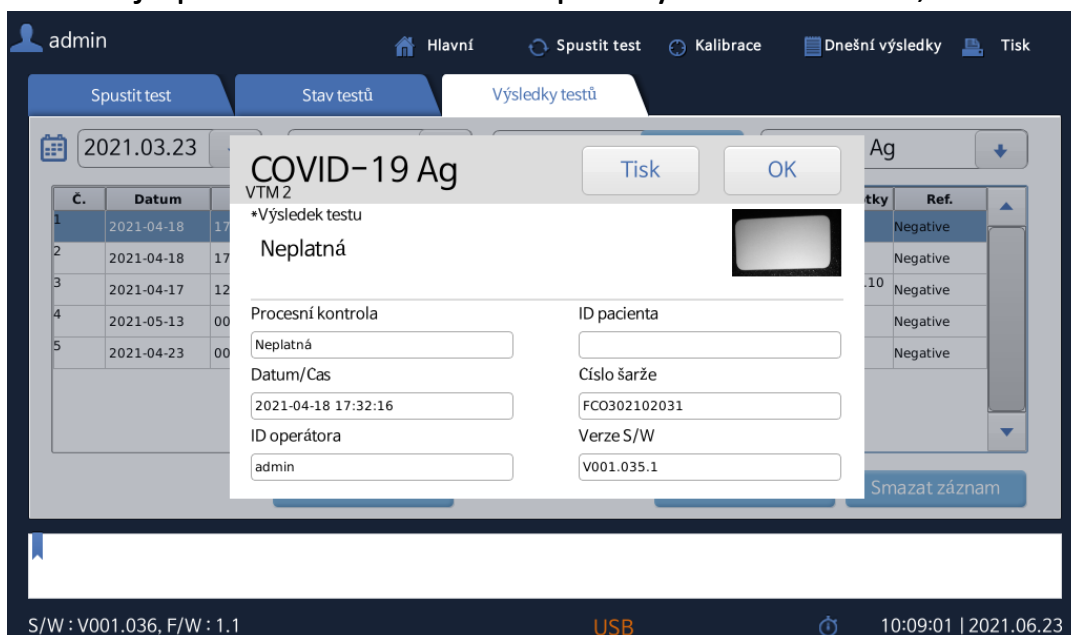 admin
Hlavní
Spustit test
Kalibrace
Dnešní výsledky
Tisk
Spustit test
Stav testů
Výsledky testů
2021.03.23
Ag
COVID-19 Ag
VTM 2
Tisk
OK
*Výsledek testu
Neplatná
Procesní kontrola
Neplatná
ID pacienta
Datum/Cas
2021-04-18 17:32:16
Císlo šarže
FCO302102031
ID operátora
admin
Verze S/W
V001.035.1
Č. Datum tky Ref.
1 2021-04-18 17 Negative
2 2021-04-18 17 Negative
3 2021-04-17 12 .10 Negative
4 2021-05-13 00 Negative
5 2021-04-23 00 Negative
Smazat záznam
S/W : V001.036, F/W : 1.1
USB
10:09:01 | 2021.06.23